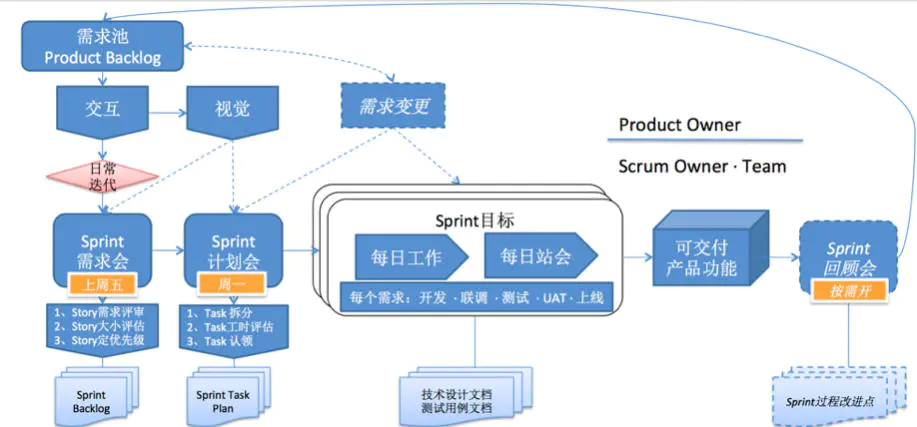 需求池
Product Backlog
交互
视觉
需求变更
Product Owner
Scrum Owner · Team
日常
迭代
Sprint
需求会
上周五
Sprint
计划会
周一
Sprint目标
每日工作
每日站会
每个需求：开发 · 联调 · 测试 · UAT · 上线
可交付
产品功能
Sprint
回顾会
按需开
1、Story需求评审
2、Story大小评估
3、Story定优先级
1、Task 拆分
2、Task工时评估
3、Task 认领
Sprint
Backlog
Sprint Task
Plan
技术设计文档
测试用例文档
Sprint过程改进点